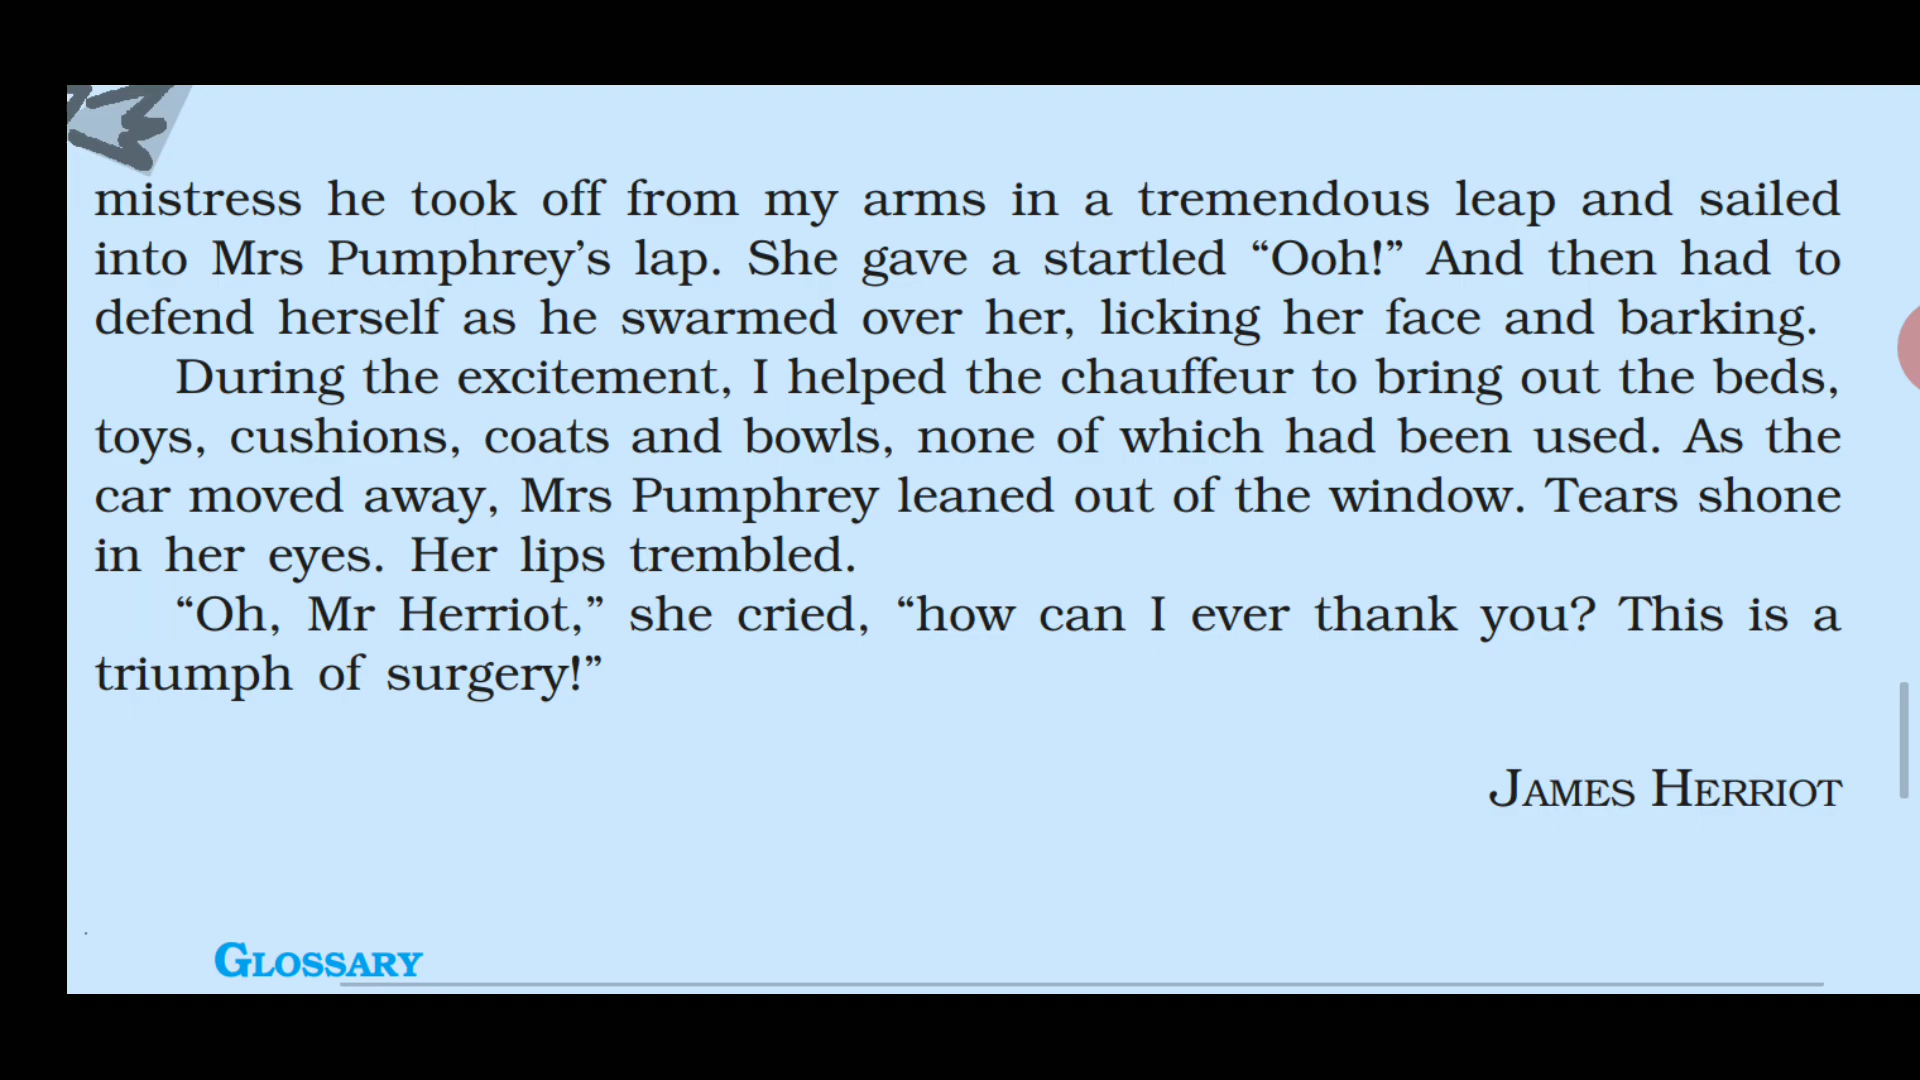 mistress he took off from my arms in a tremendous leap and sailed
into Mrs Pumphrey’s lap. She gave a startled “Ooh!” And then had to
defend herself as he swarmed over her, licking her face and barking.
During the excitement, I helped the chauffeur to bring out the beds,
toys, cushions, coats and bowls, none of which had been used. As the
car moved away, Mrs Pumphrey leaned out of the window. Tears shone
in her eyes. Her lips trembled.
“Oh, Mr Herriot,” she cried, “how can I ever thank you? This is a
triumph of surgery!”
JAMES HERRIOT
GLOSSARY